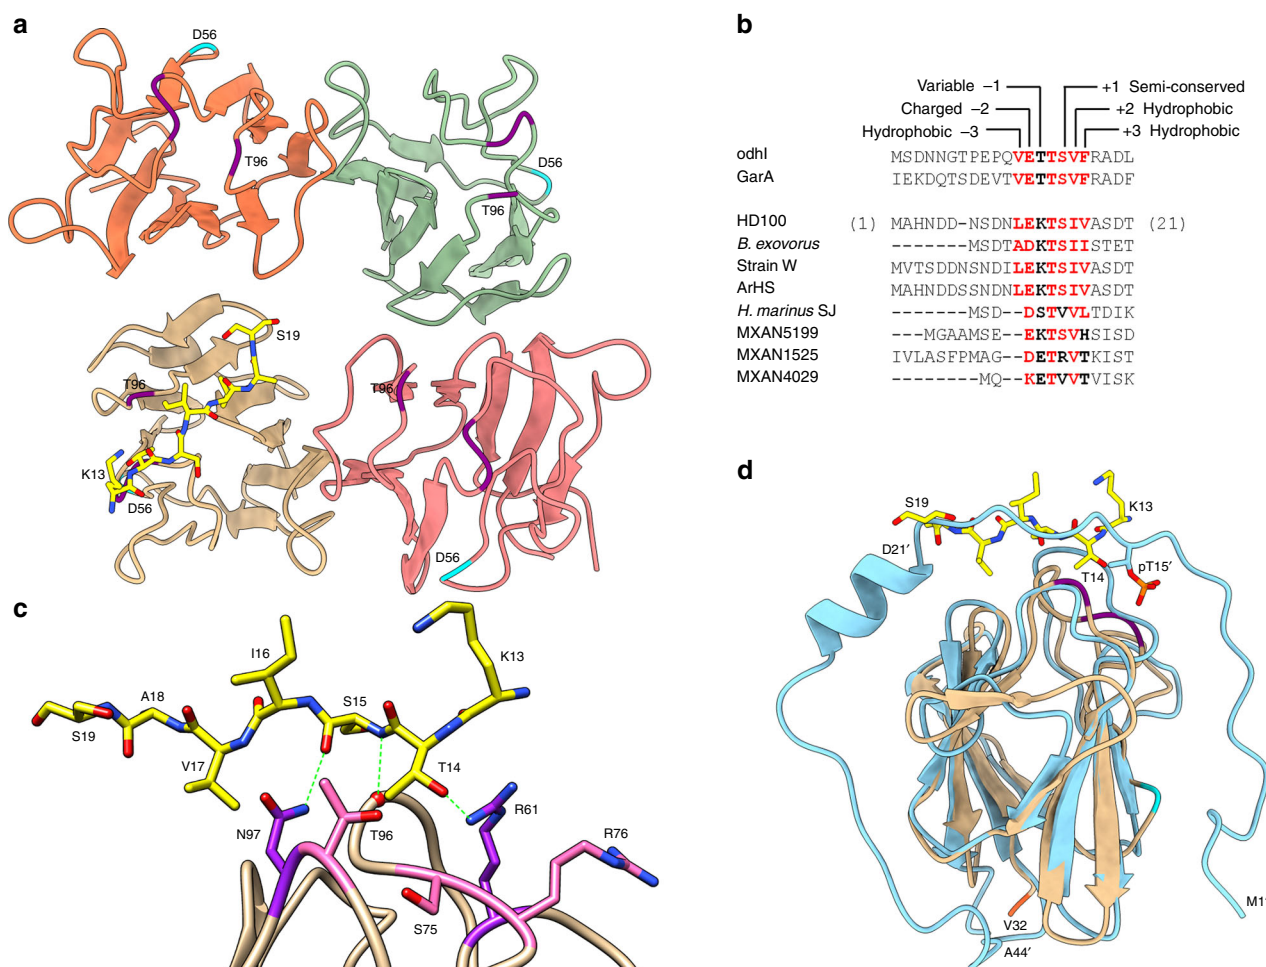 a
D56
T96
D56
T96
S19
T96
K13
D56
T96
D56
b
Variable −1
+1 Semi-conserved
Charged −2
+2 Hydrophobic
Hydrophobic −3
+3 Hydrophobic
odhI MSDNNGTPEPQVETTSVFRADL
GarA IEKDQTSDEVTVETTSVFRADF
HD100 (1) MAHNDD-NSDNLEKTSIVASDT (21)
B. exovorus -------MSDTADKTSIISTET
Strain W MVTSDDNSNDILEKTSIVASDT
ArHS MAHNDDSSNDNLEKTSIVASDT
H. marinus SJ -------MSE--DSTVVLTDIK
MXAN5199 ---MGAAMSE--EKTSVHSISD
MXAN1525 IVLASFPMAG--DETRVTKIST
MXAN4029 --------MQ--KETVVTVISK
c
I16
K13
A18
S15
S19
V17
T14
N97
T96
R61
R76
S75
d
S19
K13
D21′
T14
pT15′
V32
A44′
M1′